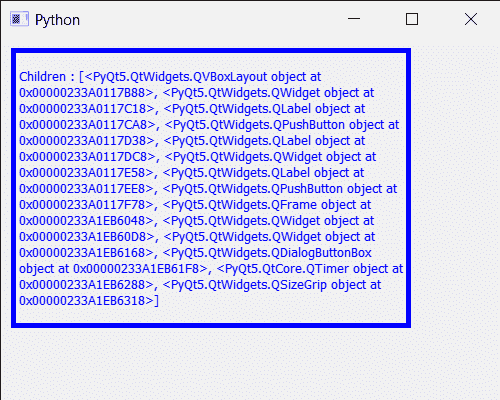 Python
Children : [<PyQt5.QtWidgets.QVBoxLayout object at
0x00000233A0117B88>, <PyQt5.QtWidgets.QWidget object at
0x00000233A0117C18>, <PyQt5.QtWidgets.QLabel object at
0x00000233A0117CA8>, <PyQt5.QtWidgets.QPushButton object at
0x00000233A0117D38>, <PyQt5.QtWidgets.QLabel object at
0x00000233A0117DC8>, <PyQt5.QtWidgets.QWidget object at
0x00000233A0117E58>, <PyQt5.QtWidgets.QLabel object at
0x00000233A0117EE8>, <PyQt5.QtWidgets.QPushButton object at
0x00000233A0117F78>, <PyQt5.QtWidgets.QFrame object at
0x00000233A1EB6048>, <PyQt5.QtWidgets.QWidget object at
0x00000233A1EB60D8>, <PyQt5.QtWidgets.QWidget object at
0x00000233A1EB6168>, <PyQt5.QtWidgets.QDialogButtonBox
object at 0x00000233A1EB61F8>, <PyQt5.QtCore.QTimer object at
0x00000233A1EB6288>, <PyQt5.QtWidgets.QSizeGrip object at
0x00000233A1EB6318>]